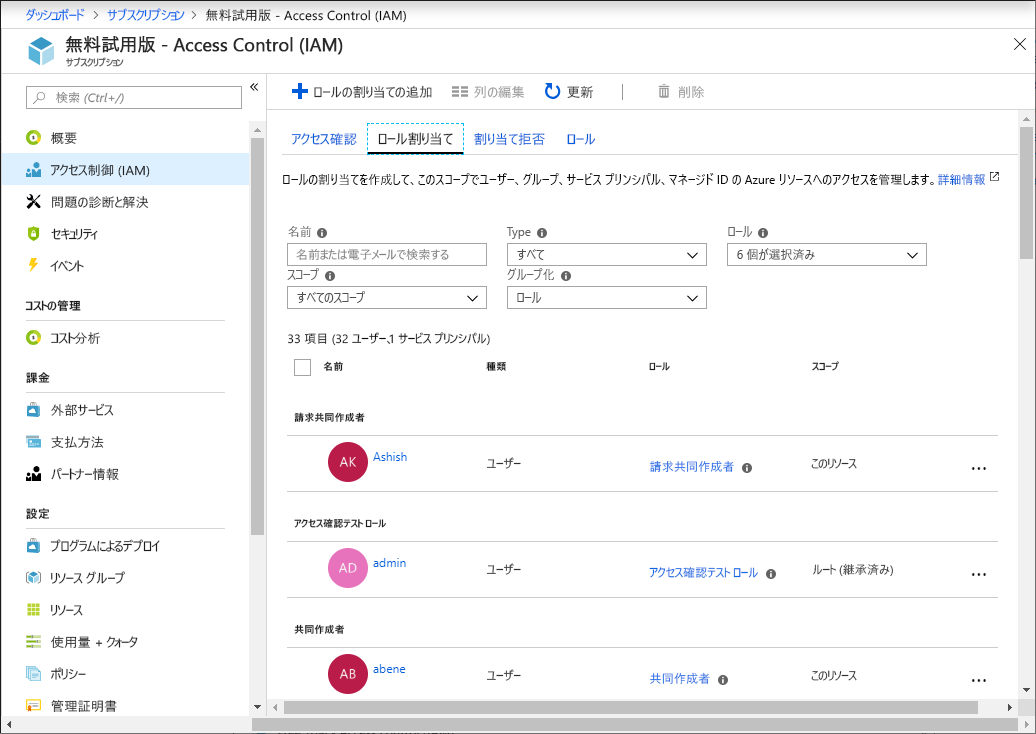 ダッシュボード > サブスクリプション > 無料試用版 - Access Control (IAM)
無料試用版 - Access Control (IAM)
サブスクリプション
検索 (Ctrl+/)
概要
アクセス制御 (IAM)
問題の診断と解決
セキュリティ
イベント
コストの管理
コスト分析
課金
外部サービス
支払方法
パートナー情報
設定
プログラムによるデプロイ
リソース グループ
リソース
使用量 + クォータ
ポリシー
管理証明書
ロールの割り当ての追加 列の編集 更新 削除
アクセス確認 ロール割り当て 割り当て拒否 ロール
ロールの割り当てを作成して、このスコープでユーザー、グループ、サービス プリンシパル、マネージド ID の Azure リソースへのアクセスを管理します。詳細情報
名前 Type ロール
名前または電子メールで検索する すべて 6 個が選択済み
スコープ グループ化
すべてのスコープ ロール
33 項目 (32 ユーザー、1 サービス プリンシパル)
名前 種類 ロール スコープ
請求共同作成者
AK Ashish ユーザー 請求共同作成者 このリソース ...
アクセス確認テスト ロール
AD admin ユーザー アクセス確認テスト ロール ルート (継承済み) ...
共同作成者
AB abene ユーザー 共同作成者 このリソース ...